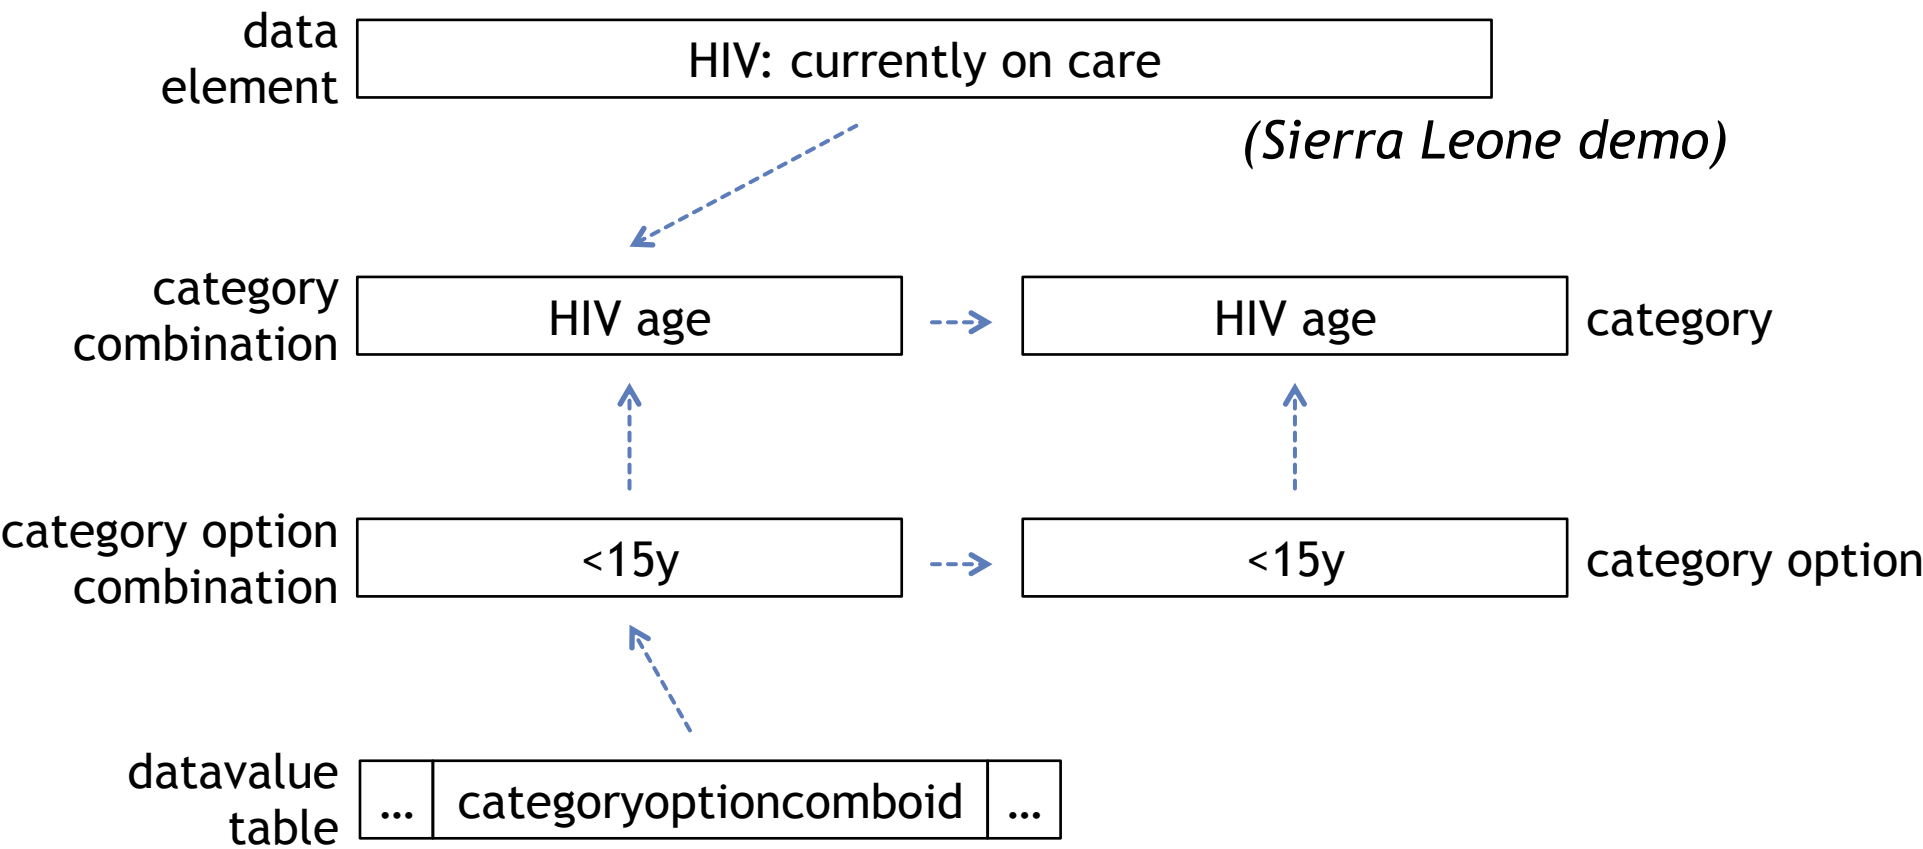 data
element
HIV: currently on care
(Sierra Leone demo)
category
combination
HIV age
HIV age
category
category option
combination
<15y
<15y
category option
datavalue
table
...
categoryoptioncomboid
...